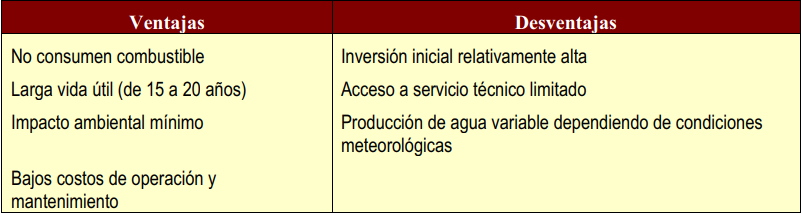 Ventajas
Desventajas
No consumen combustible
Inversión inicial relativamente alta
Larga vida útil (de 15 a 20 años)
Acceso a servicio técnico limitado
Impacto ambiental mínimo
Producción de agua variable dependiendo de condiciones
meteorológicas
Bajos costos de operación y
mantenimiento